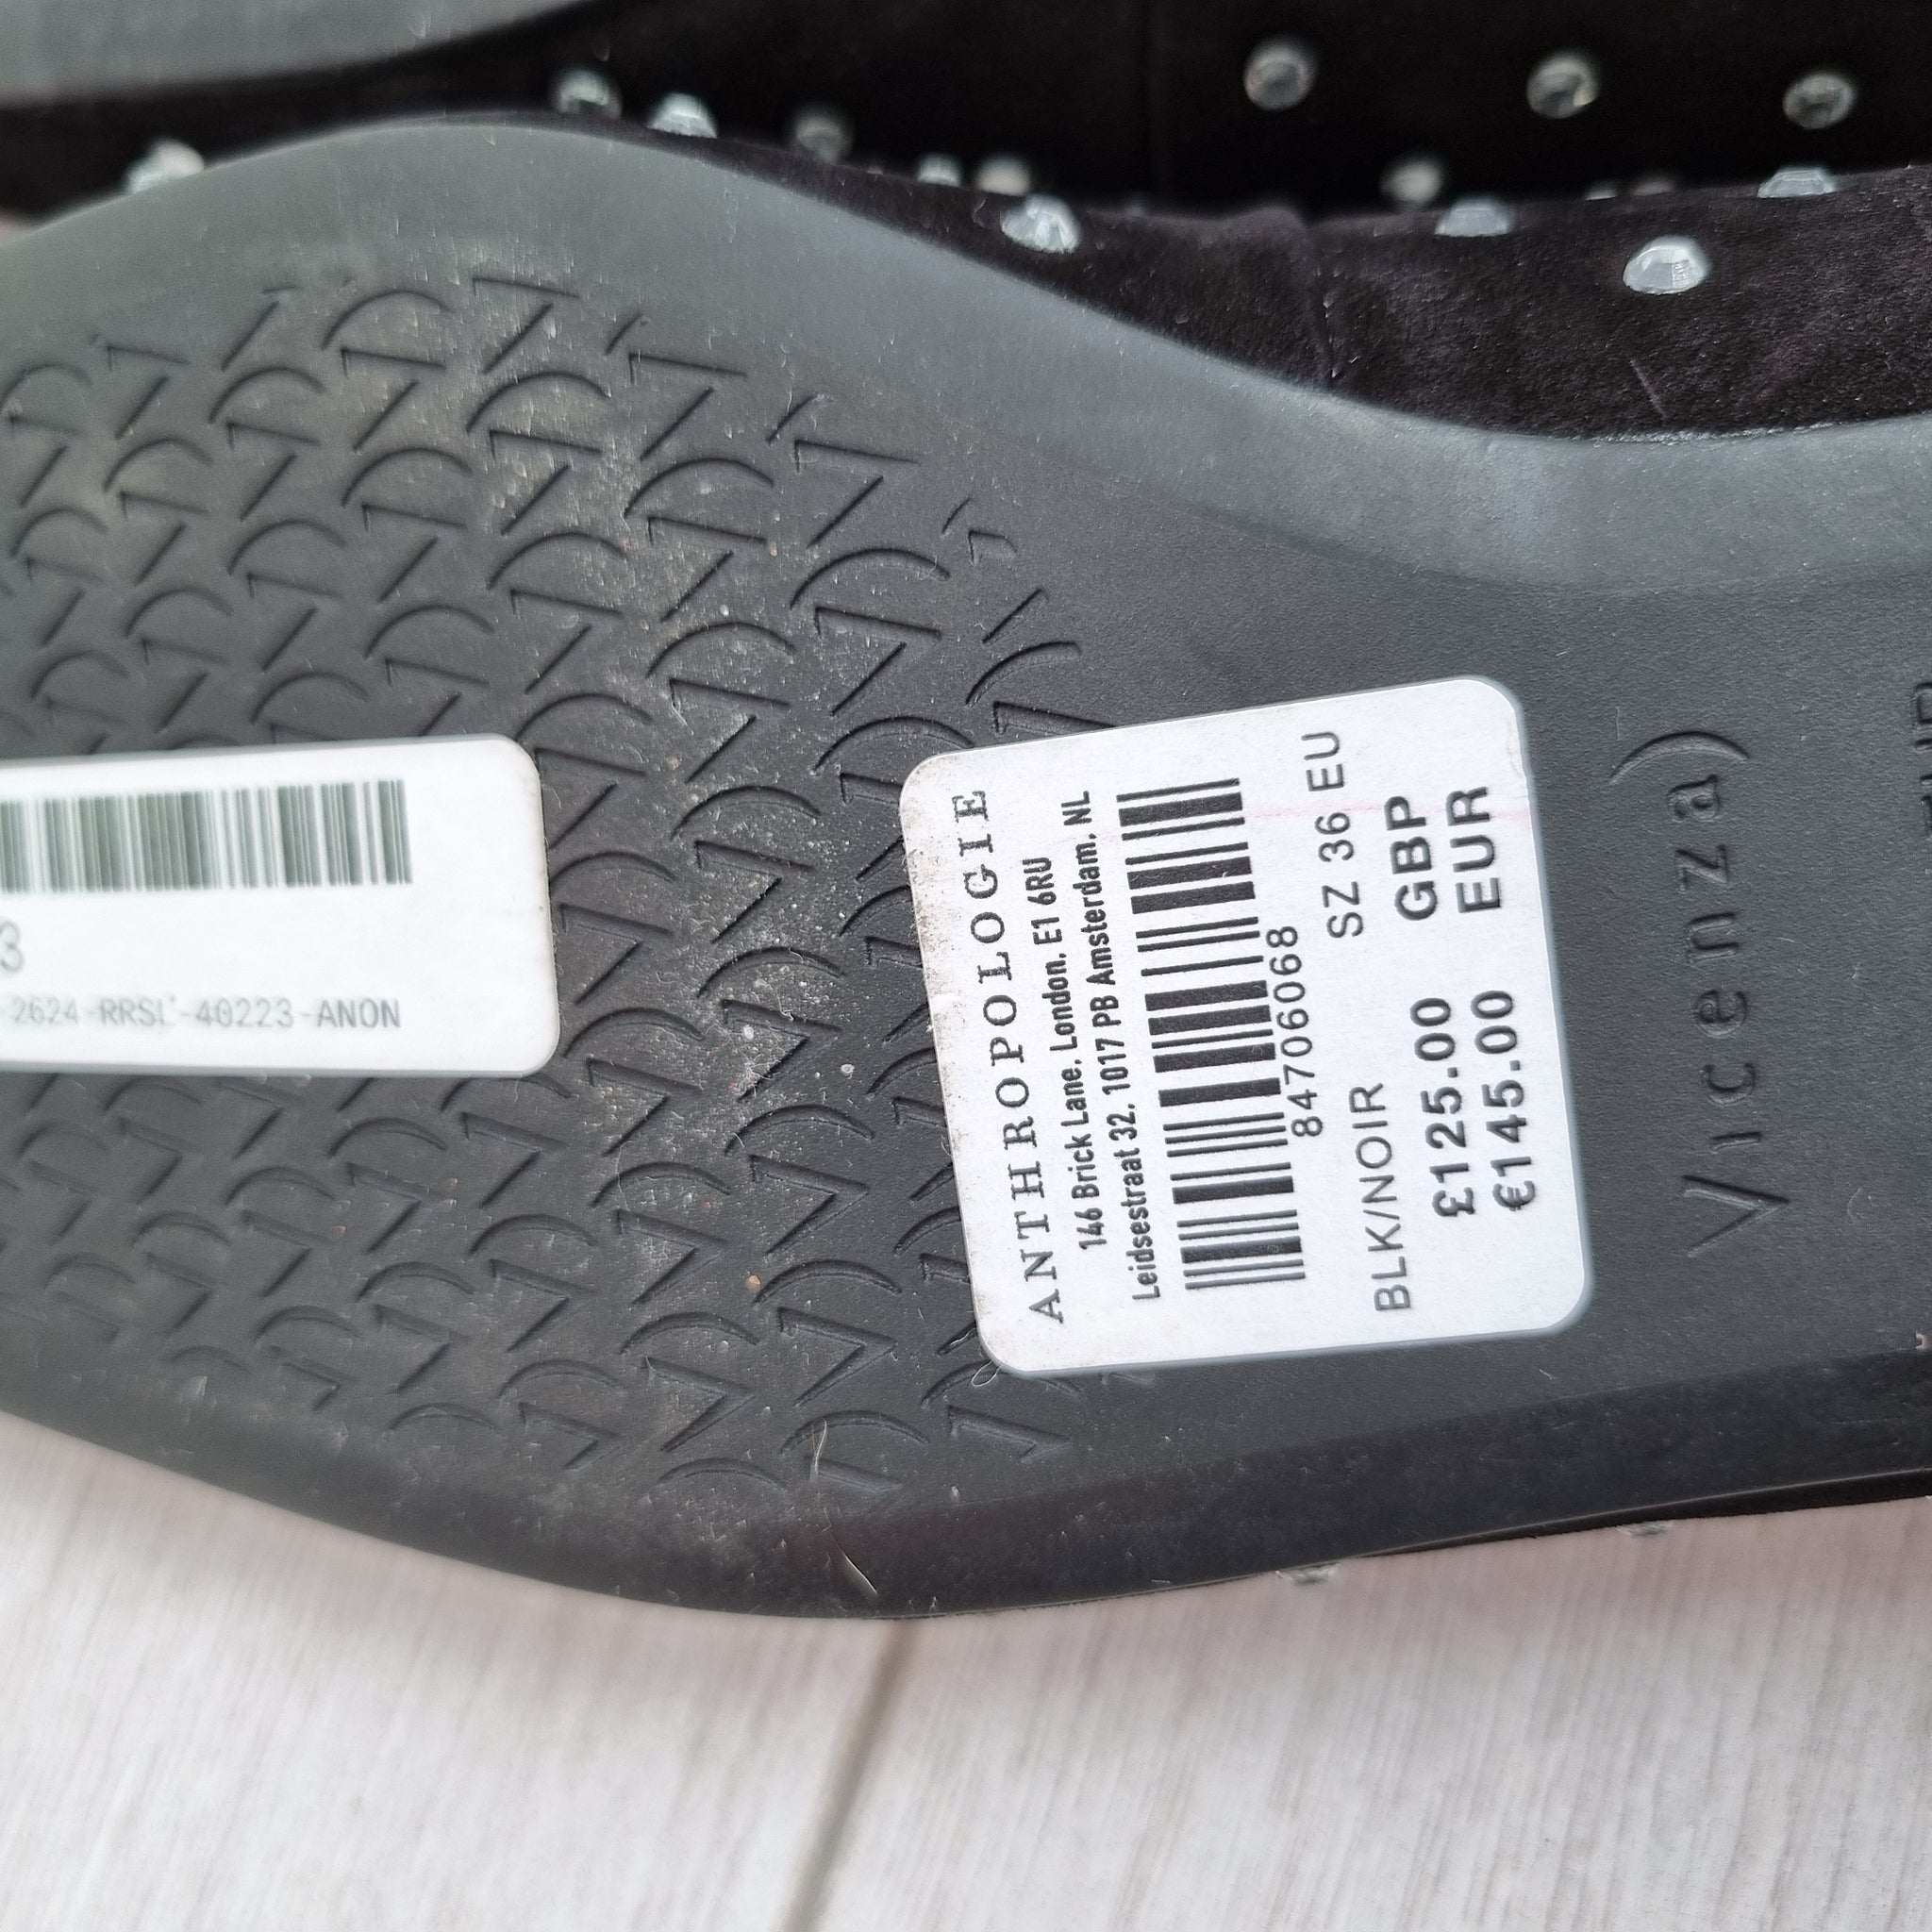 3
-2624-RRSL-40223-ANON
ANTHROPOLOGIE
146 Brick Lane, London, E1 6RU
Leidsestraat 32, 1017 PB Amsterdam, NL
84706068
BLK/NOIR SZ 36 EU
£125.00 GBP
€145.00 EUR
Vicenza)